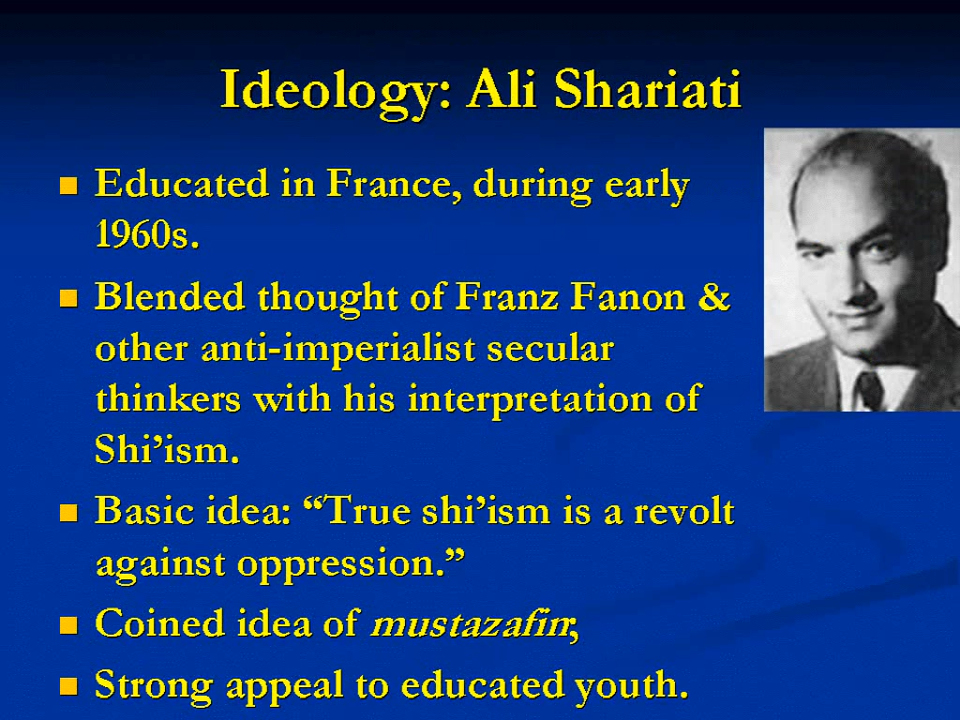 Ideology: Ali Shariati
Educated in France, during early
1960s.
Blended thought of Franz Fanon &
other anti-imperialist secular
thinkers with his interpretation of
Shi’ism.
Basic idea: “True shi’ism is a revolt
against oppression.”
Coined idea of mustazafin;
Strong appeal to educated youth.